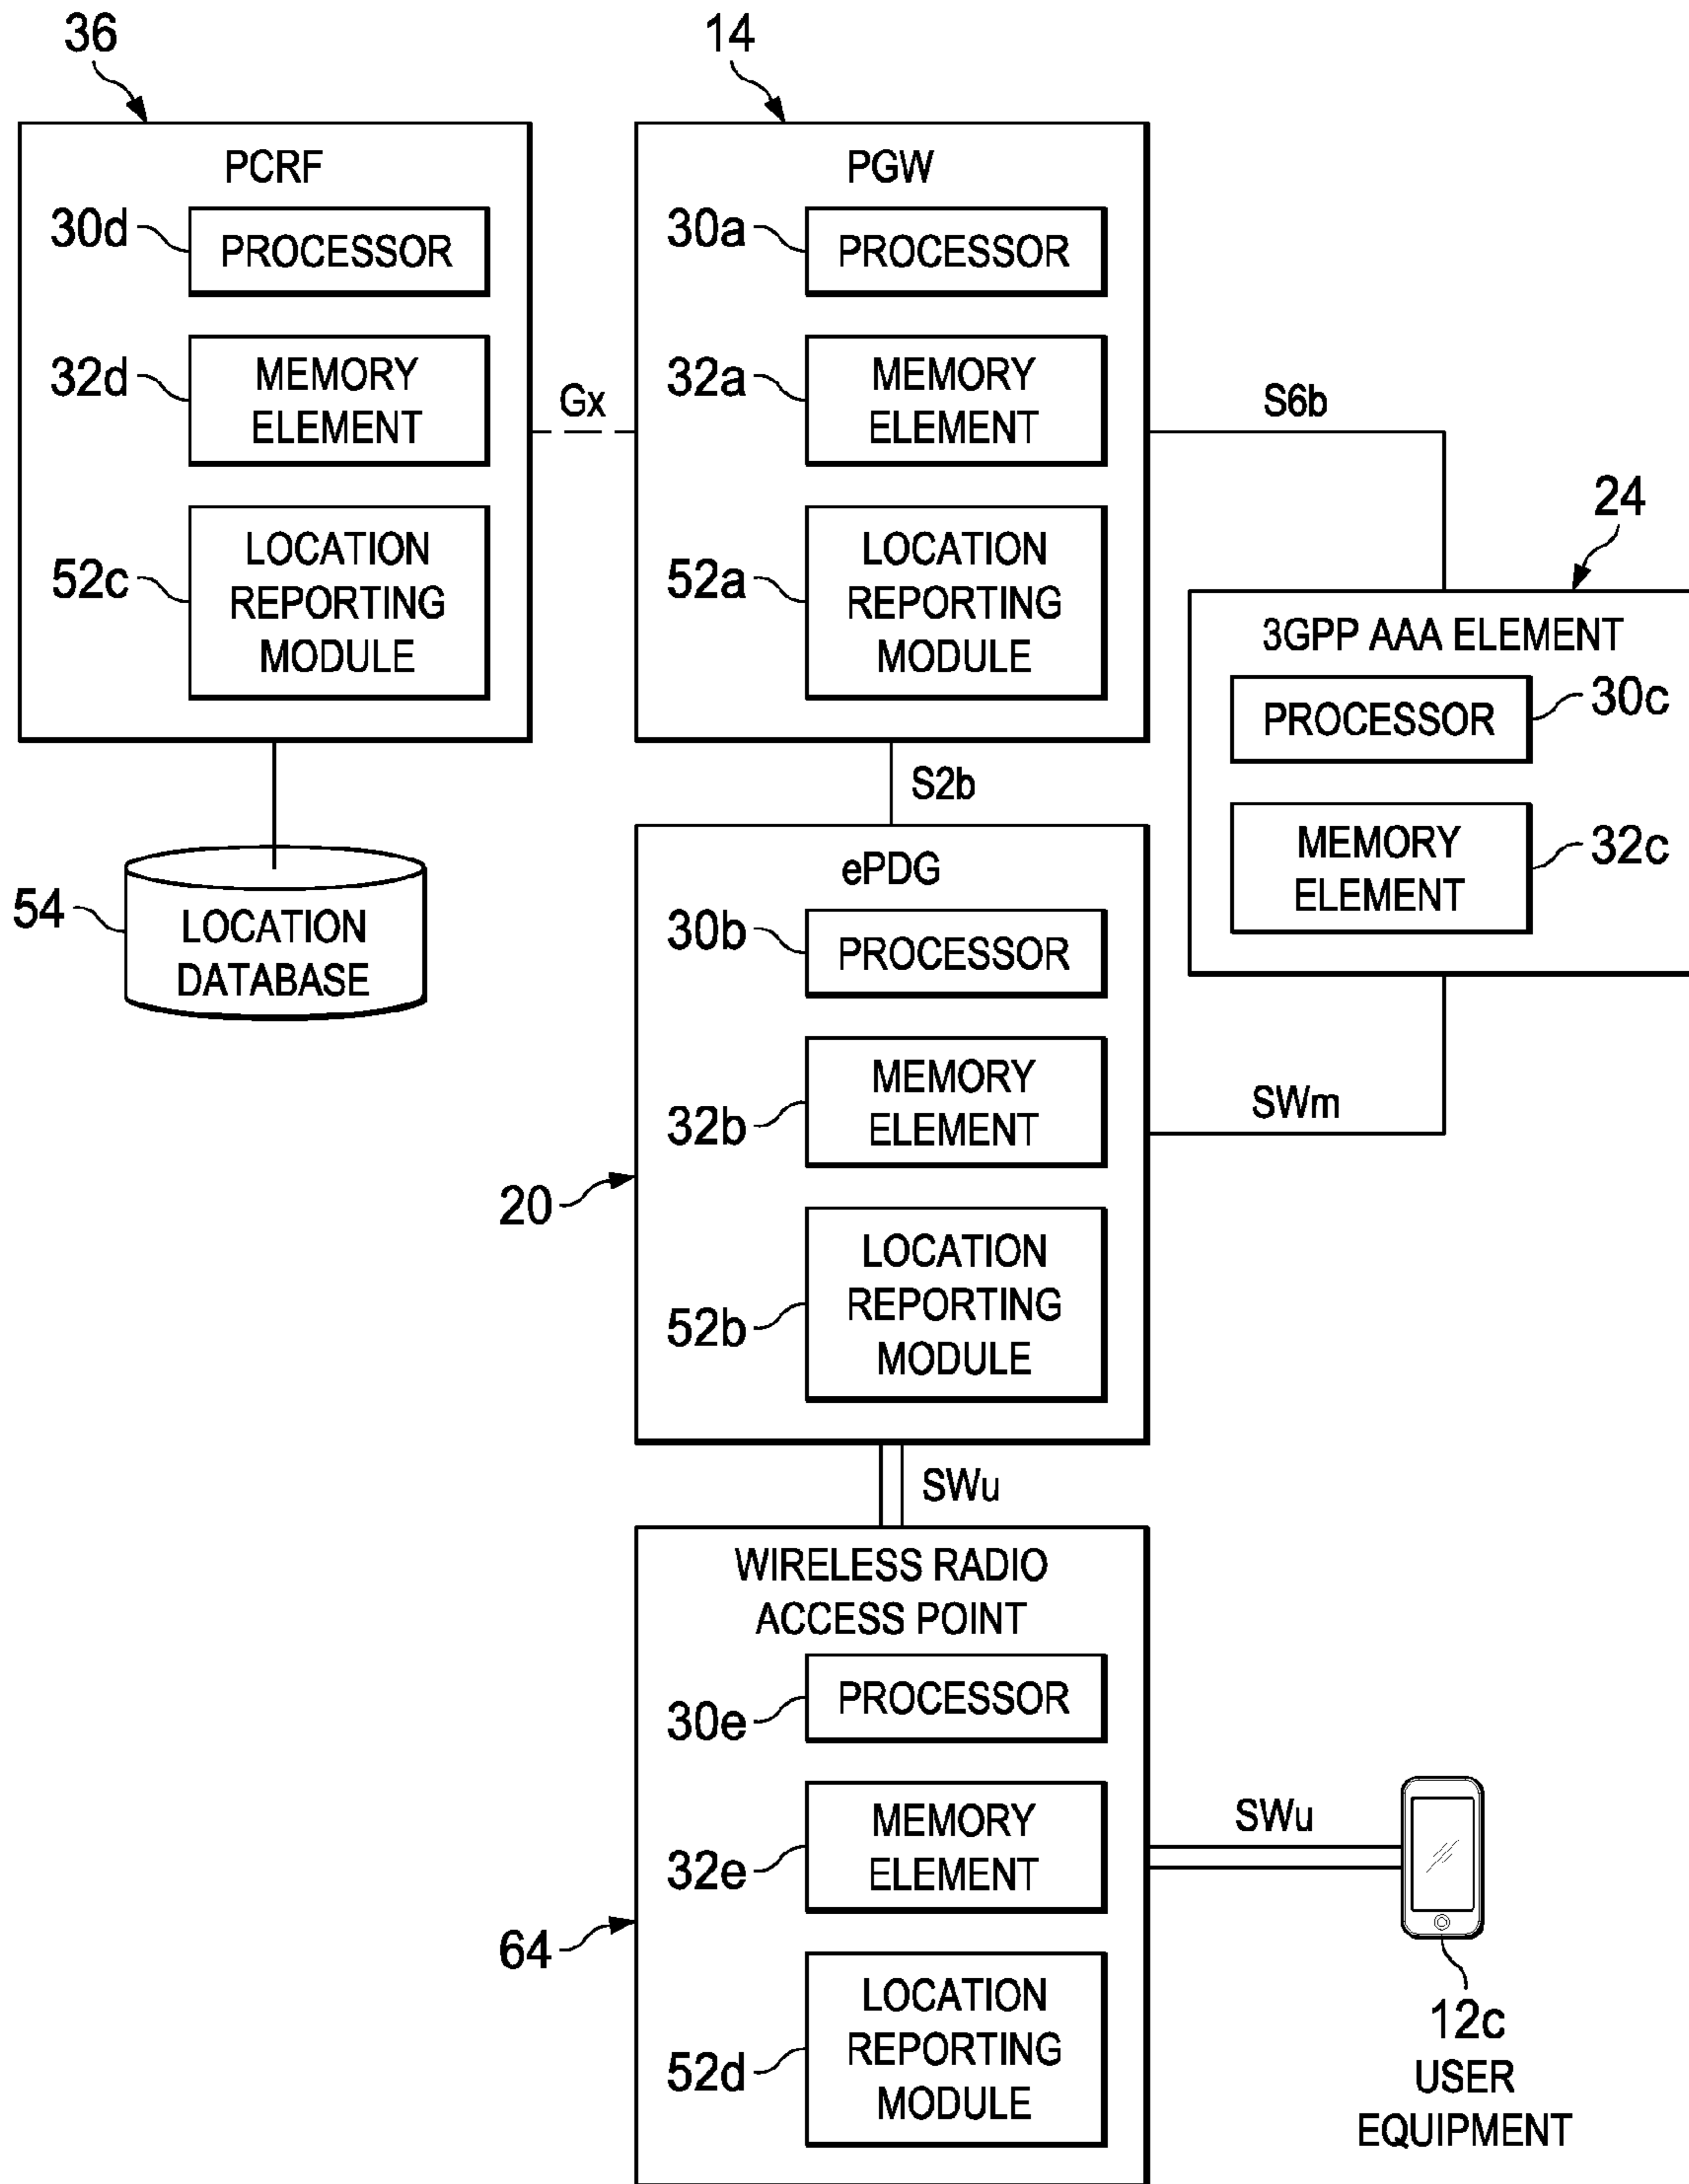 36
PCRF
30d
PROCESSOR
32d
MEMORY
ELEMENT
52c
LOCATION
REPORTING
MODULE
54
LOCATION
DATABASE
Gx
14
PGW
30a
PROCESSOR
32a
MEMORY
ELEMENT
52a
LOCATION
REPORTING
MODULE
S6b
24
3GPP AAA ELEMENT
PROCESSOR
30c
MEMORY
ELEMENT
32c
S2b
ePDG
30b
PROCESSOR
32b
MEMORY
ELEMENT
20
52b
LOCATION
REPORTING
MODULE
SWm
SWu
WIRELESS RADIO
ACCESS POINT
30e
PROCESSOR
32e
MEMORY
ELEMENT
64
52d
LOCATION
REPORTING
MODULE
SWu
12c
USER
EQUIPMENT